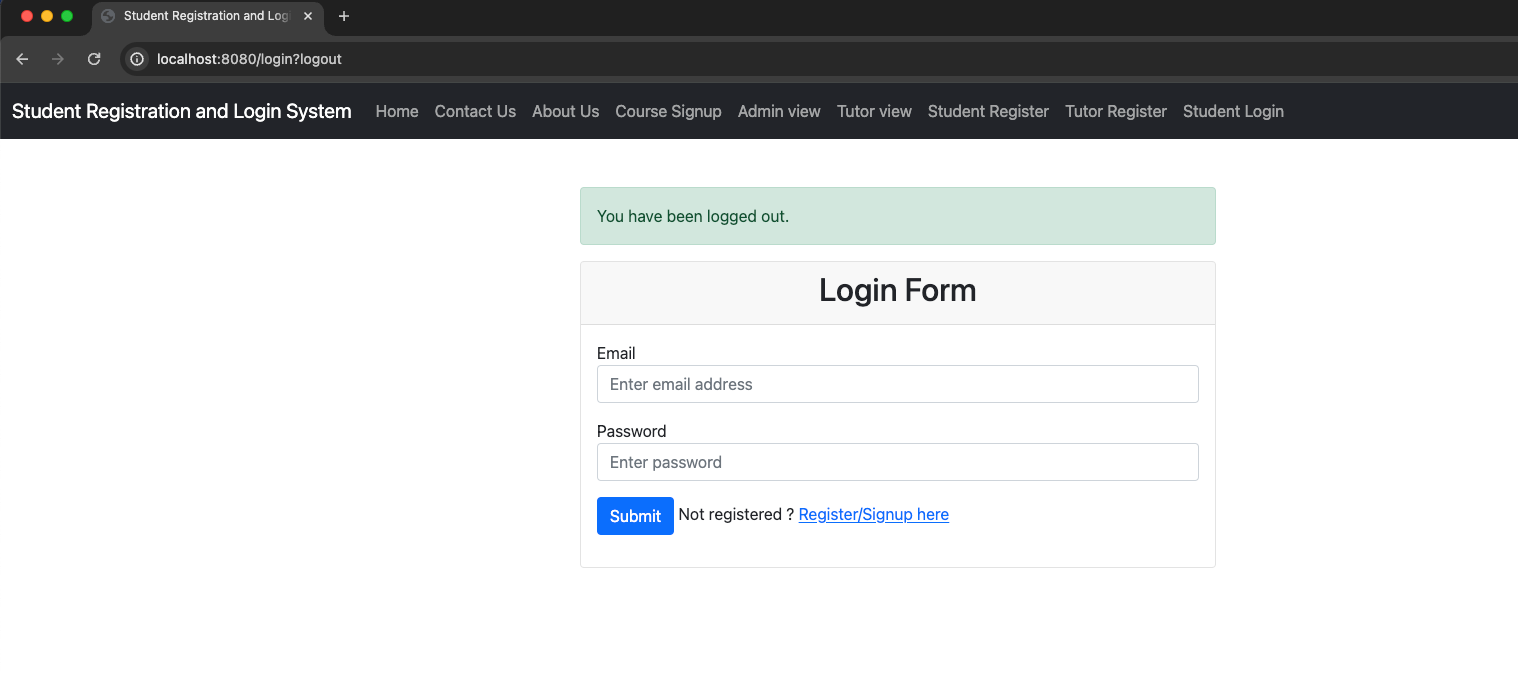 Student Registration and Logi
localhost:8080/login?logout
Student Registration and Login System Home Contact Us About Us Course Signup Admin view Tutor view Student Register Tutor Register Student Login
You have been logged out.
Login Form
Email
Enter email address
Password
Enter password
Submit Not registered ? Register/Signup here